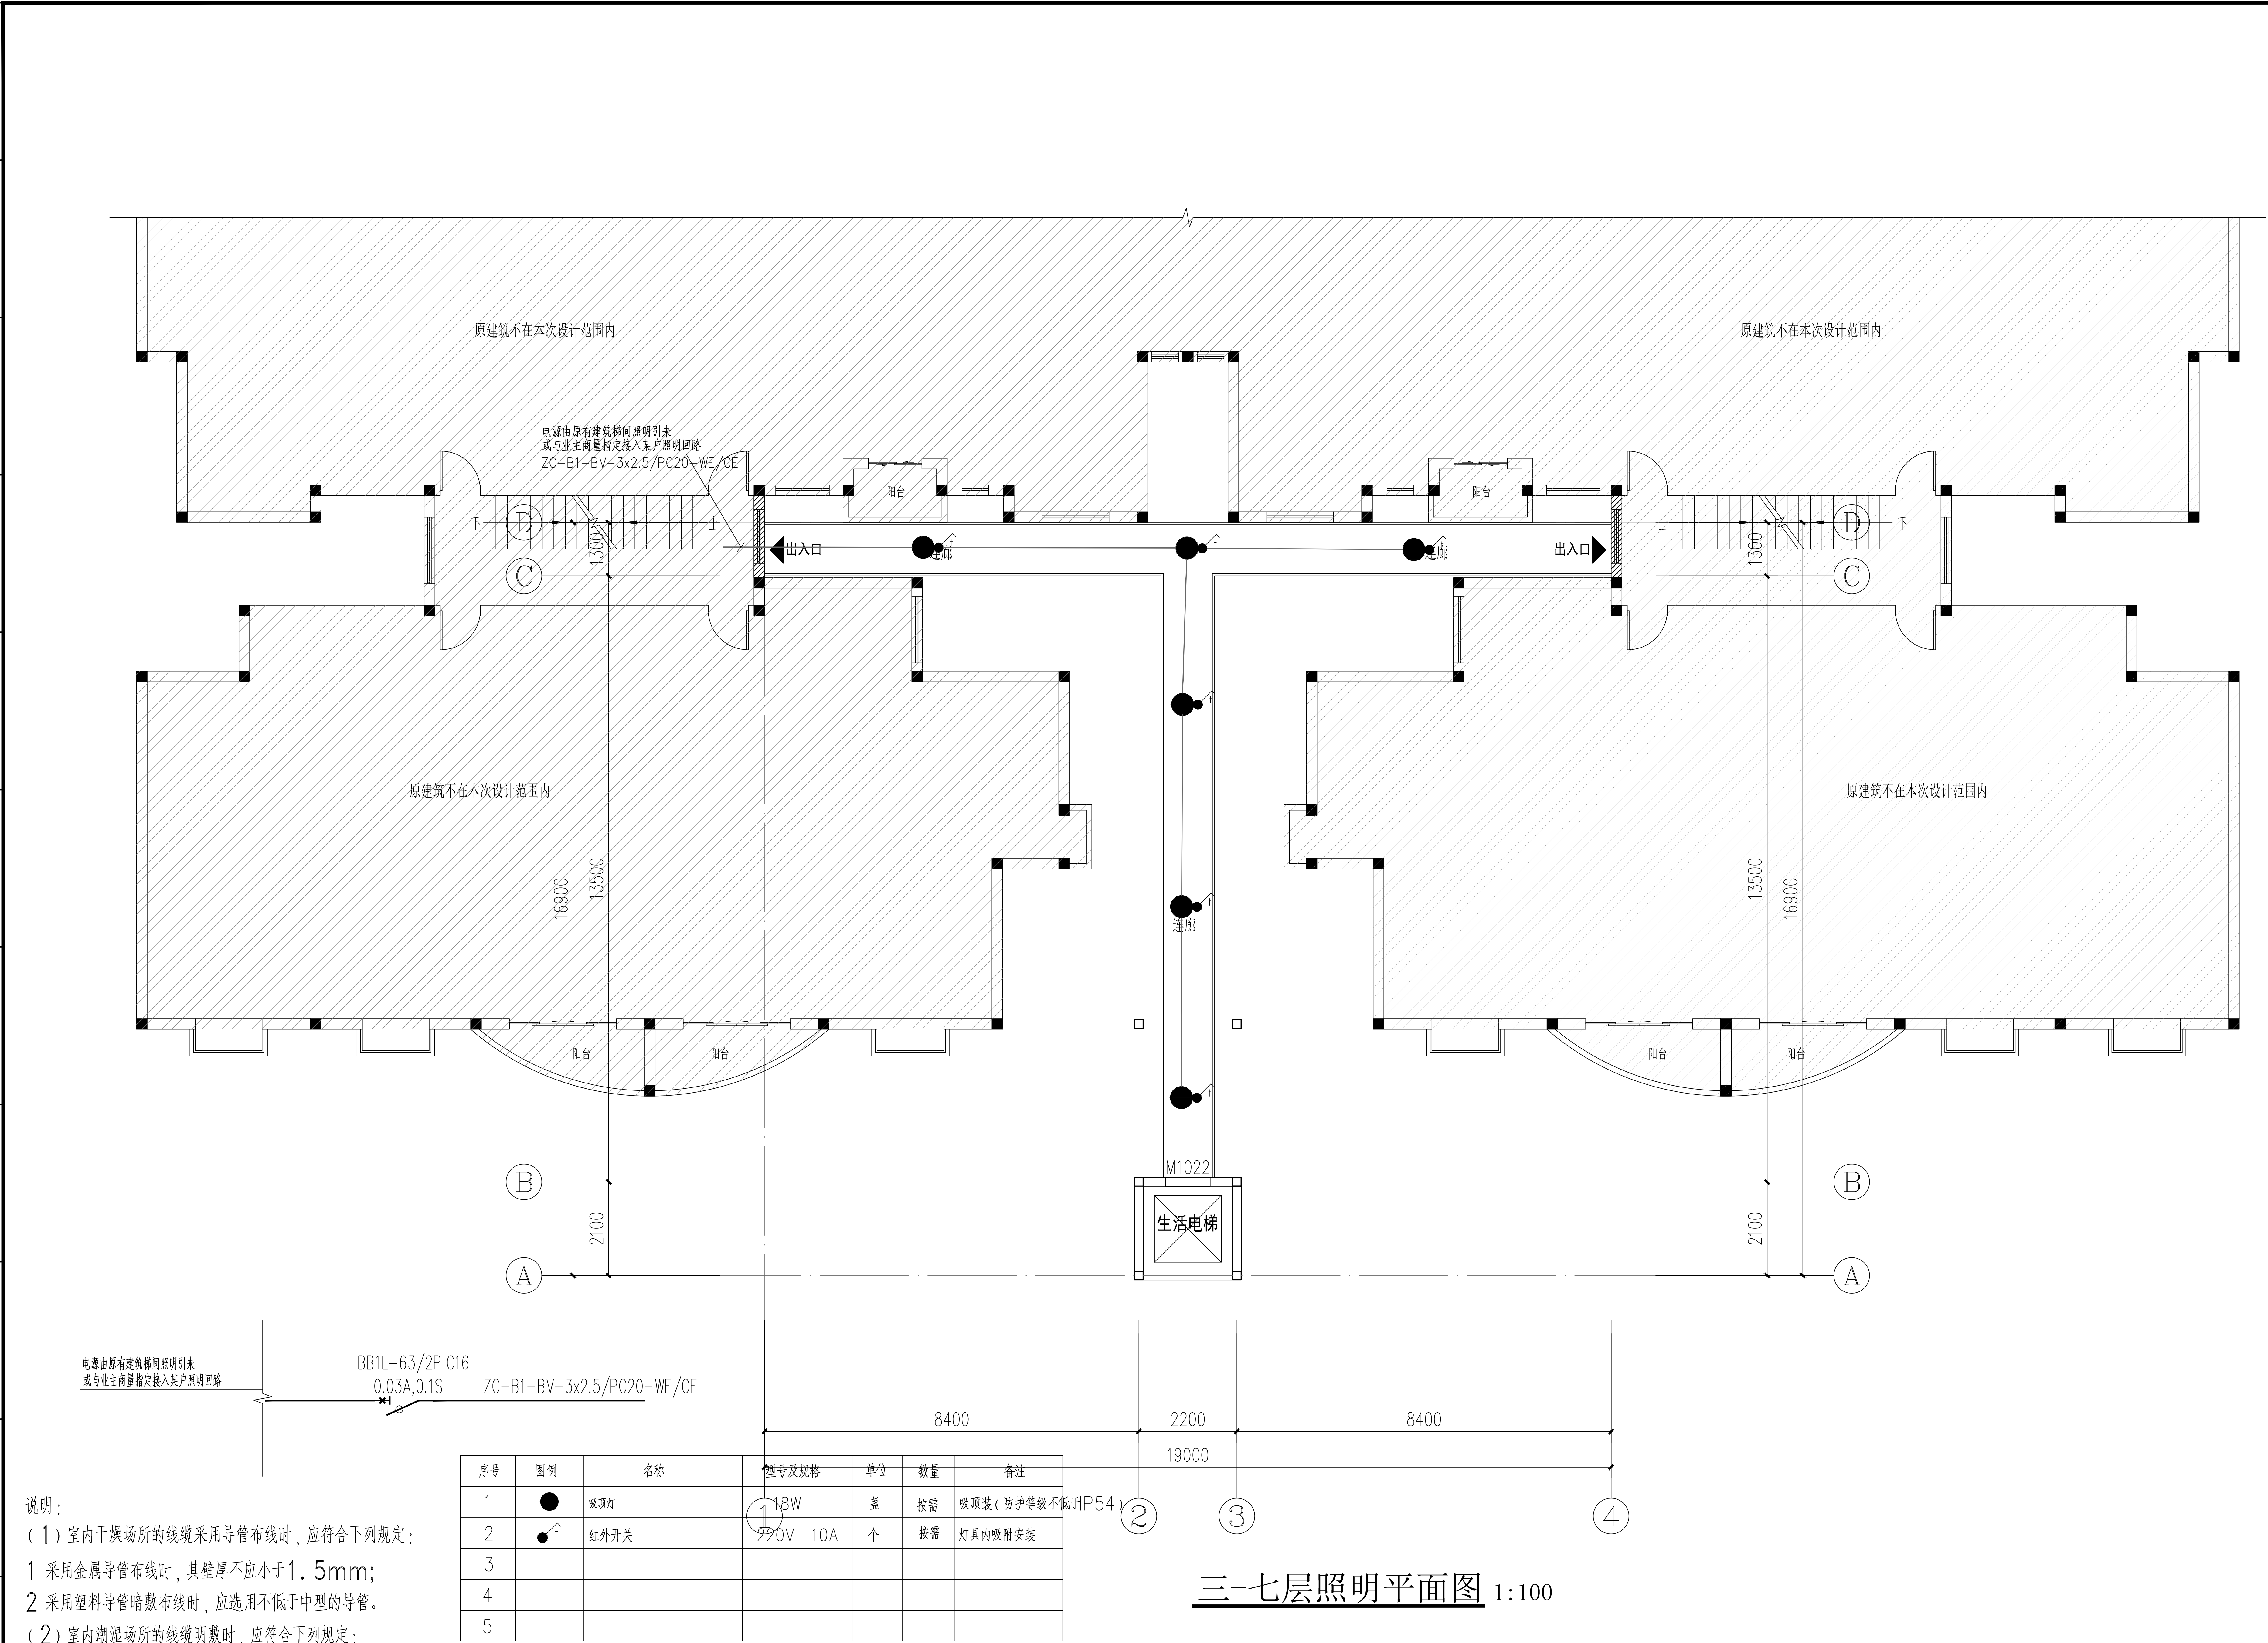 原建筑不在本次设计范围内
原建筑不在本次设计范围内
电源由原有建筑梯间照明引来
或与业主商量指定接入某户照明回路
ZC-B1-BV-3x2.5/PC20-WE/CE
阳台
阳台
下
D
上
上
D
下
1300
出入口
连廊
连廊
出入口
1300
C
C
原建筑不在本次设计范围内
原建筑不在本次设计范围内
16900
13500
13500
16900
连廊
阳台
阳台
阳台
阳台
M1022
B
B
2100
生活电梯
2100
A
A
电源由原有建筑梯间照明引来
或与业主商量指定接入某户照明回路
BB1L-63/2P C16
0.03A,0.1S
ZC-B1-BV-3x2.5/PC20-WE/CE
8400
2200
8400
19000
1
2
3
4
序号 图例 名称 型号及规格 单位 数量 备注
1 吸顶灯 18W 盏 按需 吸顶装(防护等级不低于IP54)
2 红外开关 220V 10A 个 按需 灯具内吸附安装
3
4
5
说明:
(1)室内干燥场所的线缆采用导管布线时,应符合下列规定:
1 采用金属导管布线时,其壁厚不应小于1.5mm;
2 采用塑料导管暗敷布线时,应选用不低于中型的导管。
(2)室内潮湿场所的线缆明敷时,应符合下列规定:
三-七层照明平面图 1:100